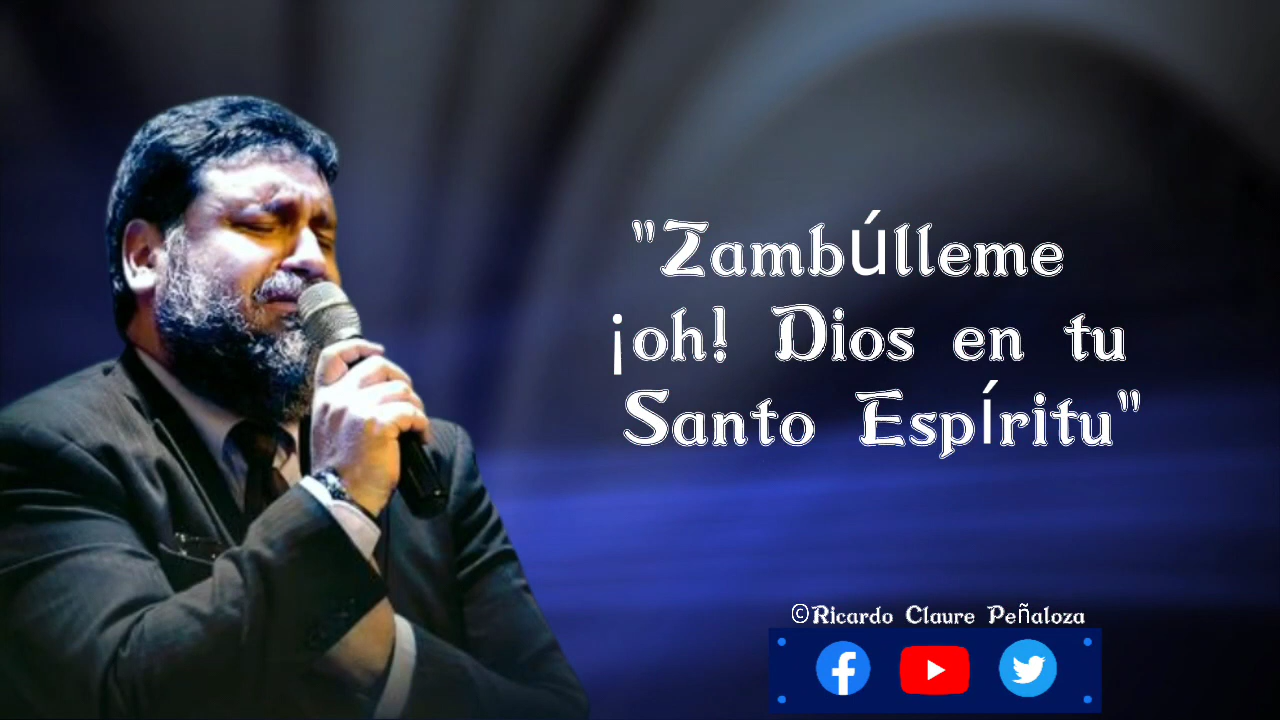 "Zambúlleme
¡oh! Dios en tu
Santo Espíritu"
©Ricardo Claure Peñaloza